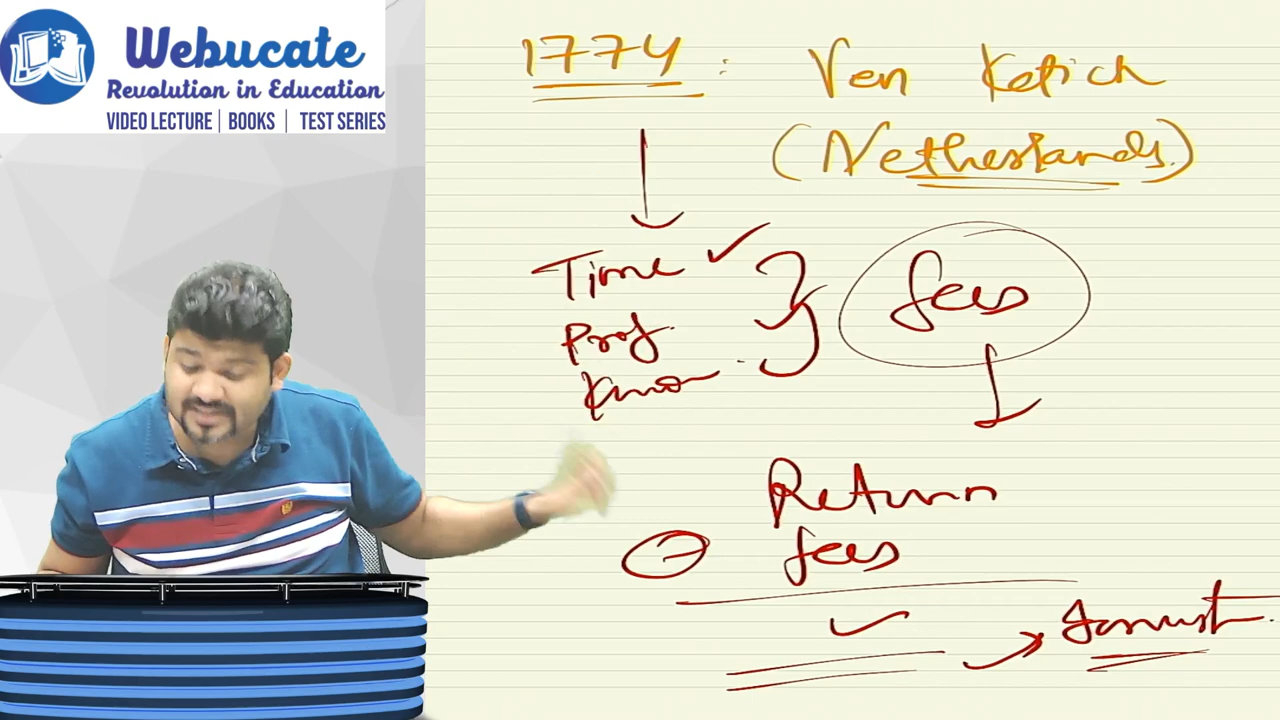 Webucate
Revolution in Education
VIDEO LECTURE | BOOKS | TEST SERIES
1774 : Ven Ketich
(Netherlands)
Time ✓
Prof.
Know
fees
Return
- fees
✓